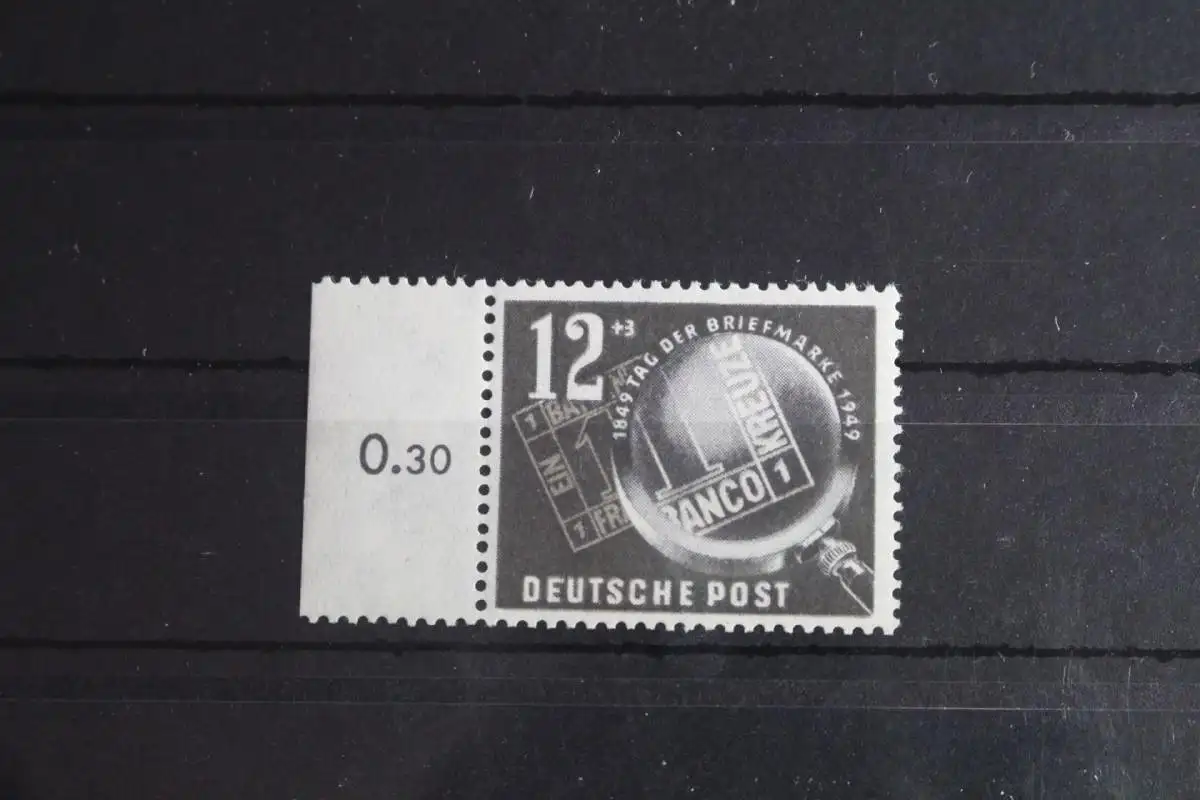 0.30
12 +3
1849 TAG DER BRIEFMARKE 1949
1 BA
EIN
1
1 FRA
KREUZE
RANCO 1
DEUTSCHE POST